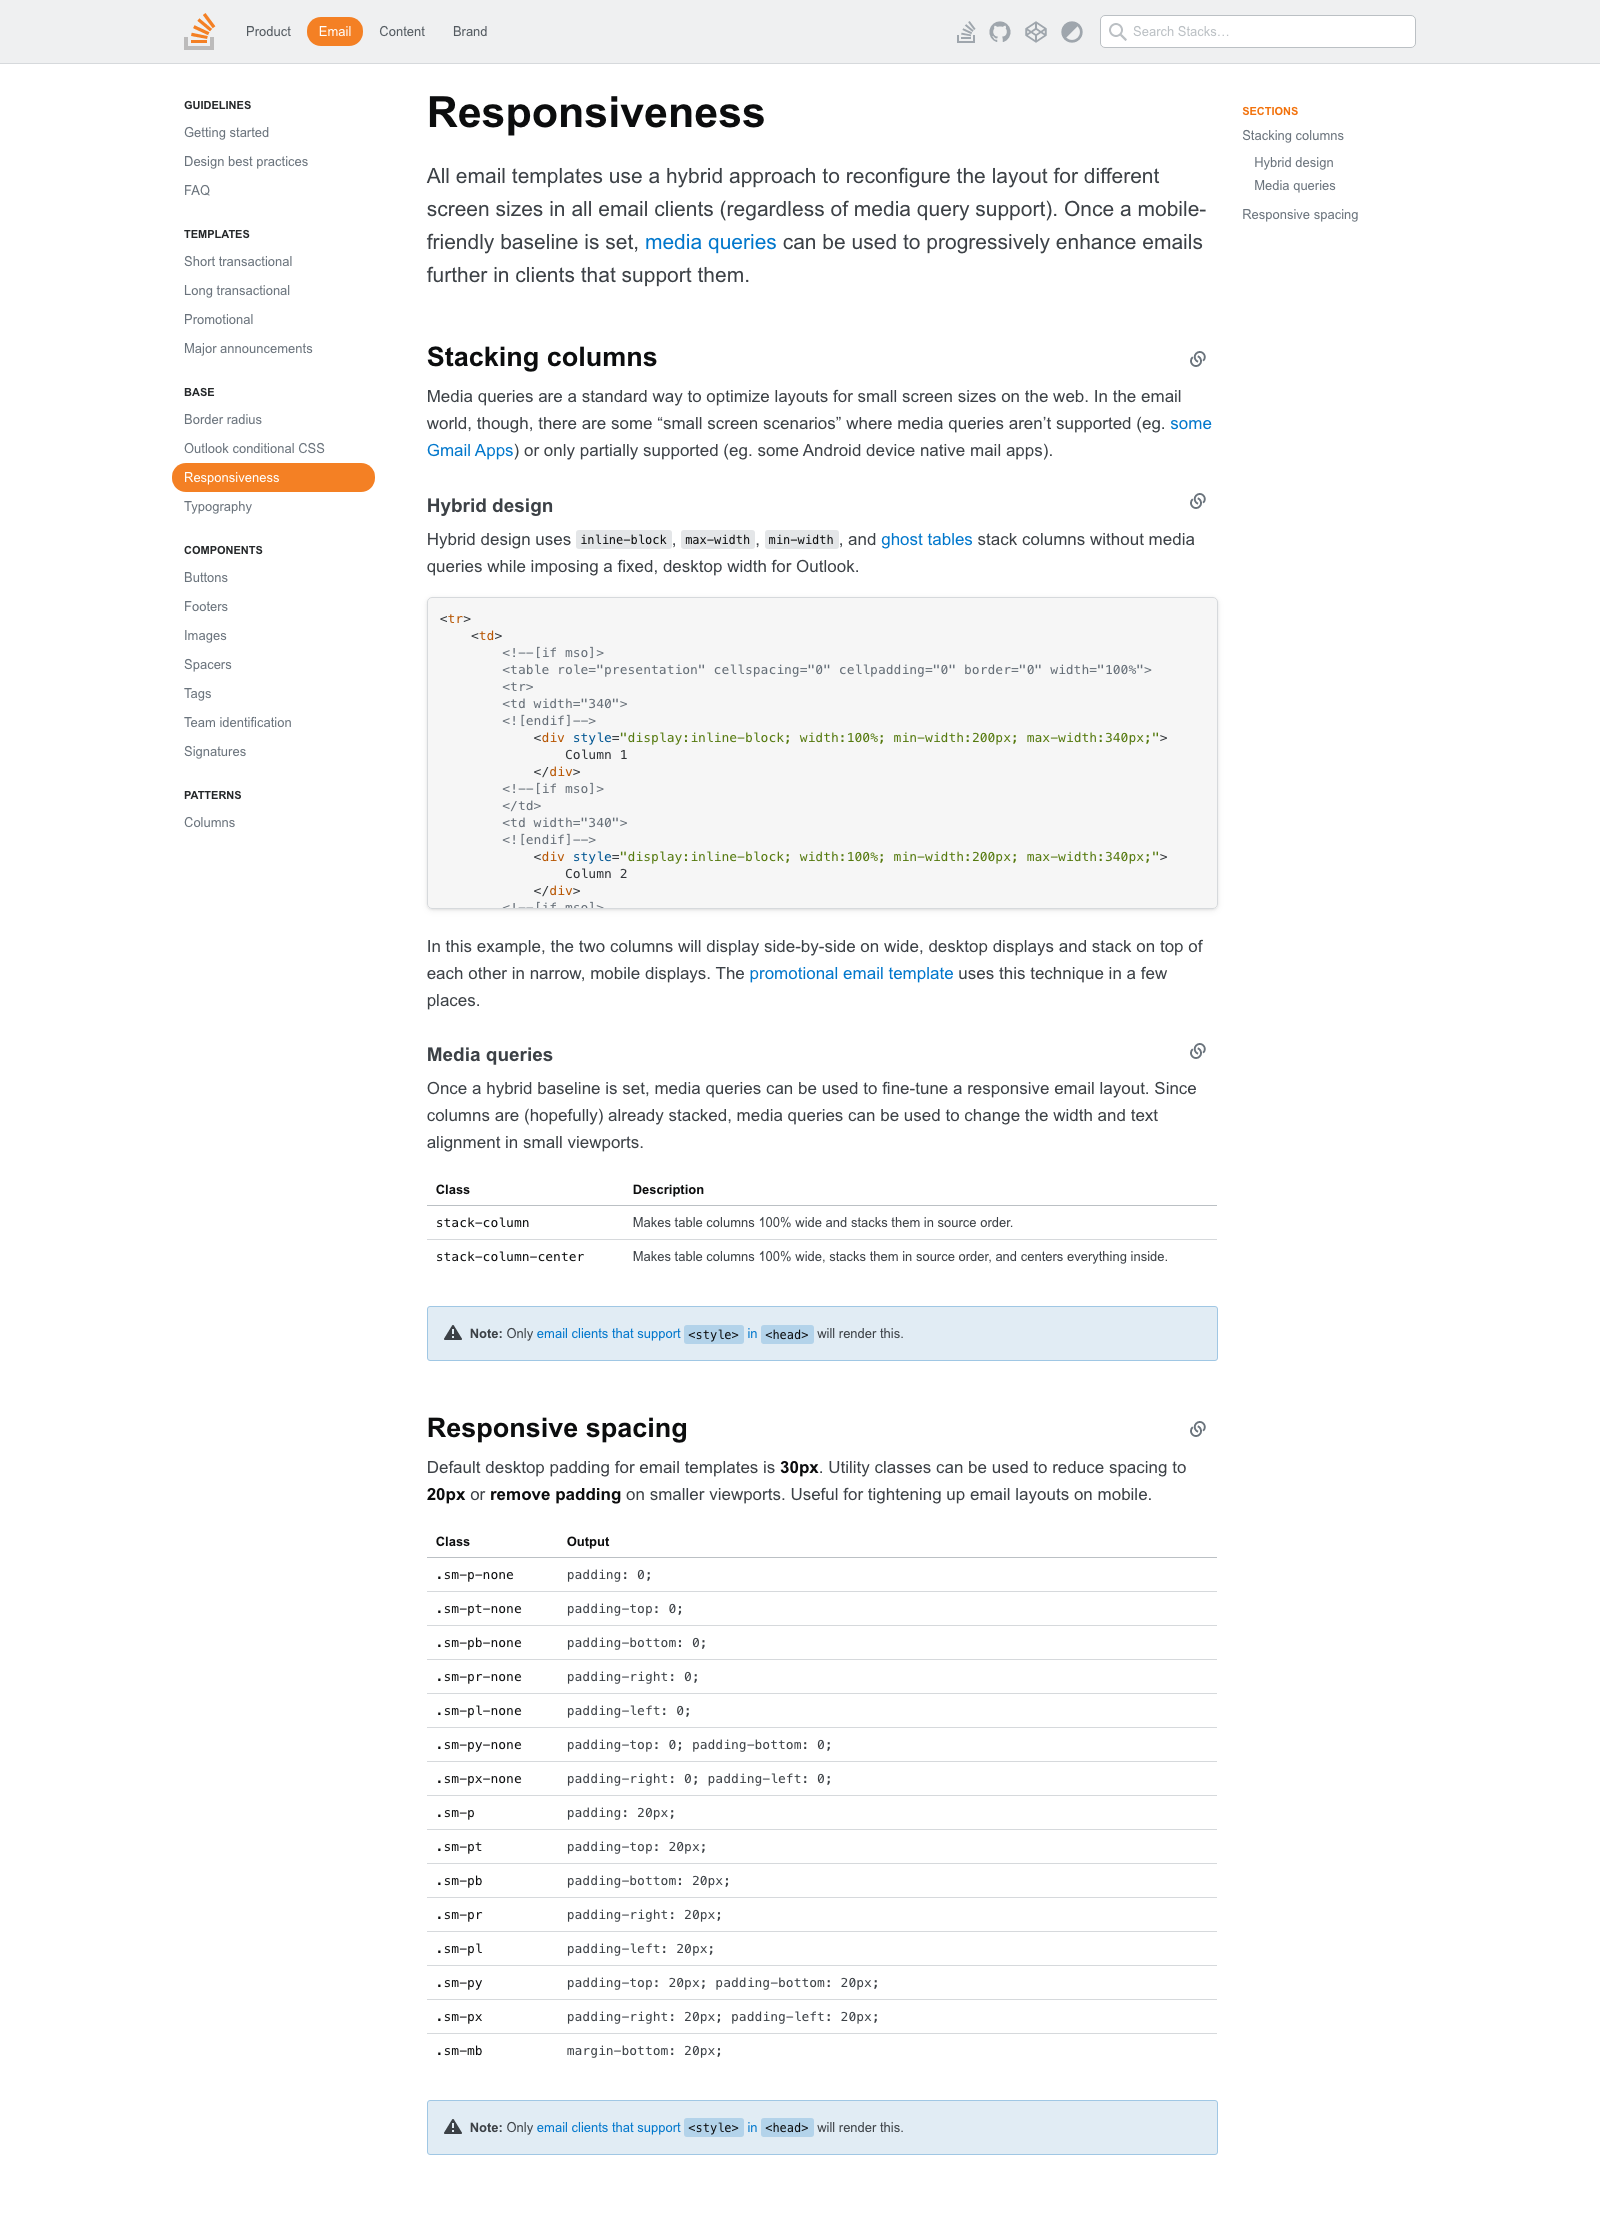 Product Email Content Brand Search Stacks...
GUIDELINES
Getting started
Design best practices
FAQ
TEMPLATES
Short transactional
Long transactional
Promotional
Major announcements
BASE
Border radius
Outlook conditional CSS
Responsiveness
Typography
COMPONENTS
Buttons
Footers
Images
Spacers
Tags
Team identification
Signatures
PATTERNS
Columns
Responsiveness
All email templates use a hybrid approach to reconfigure the layout for different
screen sizes in all email clients (regardless of media query support). Once a mobile-
friendly baseline is set, media queries can be used to progressively enhance emails
further in clients that support them.
Stacking columns
Media queries are a standard way to optimize layouts for small screen sizes on the web. In the email
world, though, there are some “small screen scenarios” where media queries aren’t supported (eg. some
Gmail Apps) or only partially supported (eg. some Android device native mail apps).
Hybrid design
Hybrid design uses inline-block, max-width, min-width, and ghost tables stack columns without media
queries while imposing a fixed, desktop width for Outlook.
<tr>
<td>
<!--[if mso]>
<table role="presentation" cellspacing="0" cellpadding="0" border="0" width="100%">
<tr>
<td width="340">
<![endif]-->
<div style="display:inline-block; width:100%; min-width:200px; max-width:340px;">
Column 1
</div>
<!--[if mso]>
</td>
<td width="340">
<![endif]-->
<div style="display:inline-block; width:100%; min-width:200px; max-width:340px;">
Column 2
</div>
<!--[if mso]>
In this example, the two columns will display side-by-side on wide, desktop displays and stack on top of
each other in narrow, mobile displays. The promotional email template uses this technique in a few
places.
Media queries
Once a hybrid baseline is set, media queries can be used to fine-tune a responsive email layout. Since
columns are (hopefully) already stacked, media queries can be used to change the width and text
alignment in small viewports.
Class Description
stack-column Makes table columns 100% wide and stacks them in source order.
stack-column-center Makes table columns 100% wide, stacks them in source order, and centers everything inside.
Note: Only email clients that support <style> in <head> will render this.
Responsive spacing
Default desktop padding for email templates is 30px. Utility classes can be used to reduce spacing to
20px or remove padding on smaller viewports. Useful for tightening up email layouts on mobile.
Class Output
.sm-p-none padding: 0;
.sm-pt-none padding-top: 0;
.sm-pb-none padding-bottom: 0;
.sm-pr-none padding-right: 0;
.sm-pl-none padding-left: 0;
.sm-py-none padding-top: 0; padding-bottom: 0;
.sm-px-none padding-right: 0; padding-left: 0;
.sm-p padding: 20px;
.sm-pt padding-top: 20px;
.sm-pb padding-bottom: 20px;
.sm-pr padding-right: 20px;
.sm-pl padding-left: 20px;
.sm-py padding-top: 20px; padding-bottom: 20px;
.sm-px padding-right: 20px; padding-left: 20px;
.sm-mb margin-bottom: 20px;
Note: Only email clients that support <style> in <head> will render this.
SECTIONS
Stacking columns
Hybrid design
Media queries
Responsive spacing